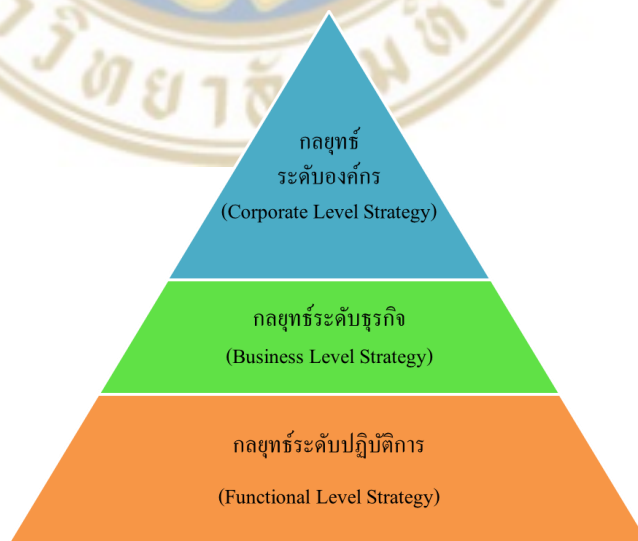 กลยุทธ์
ระดับองค์กร
(Corporate Level Strategy)
กลยุทธ์ระดับธุรกิจ
(Business Level Strategy)
กลยุทธ์ระดับปฏิบัติการ
(Functional Level Strategy)